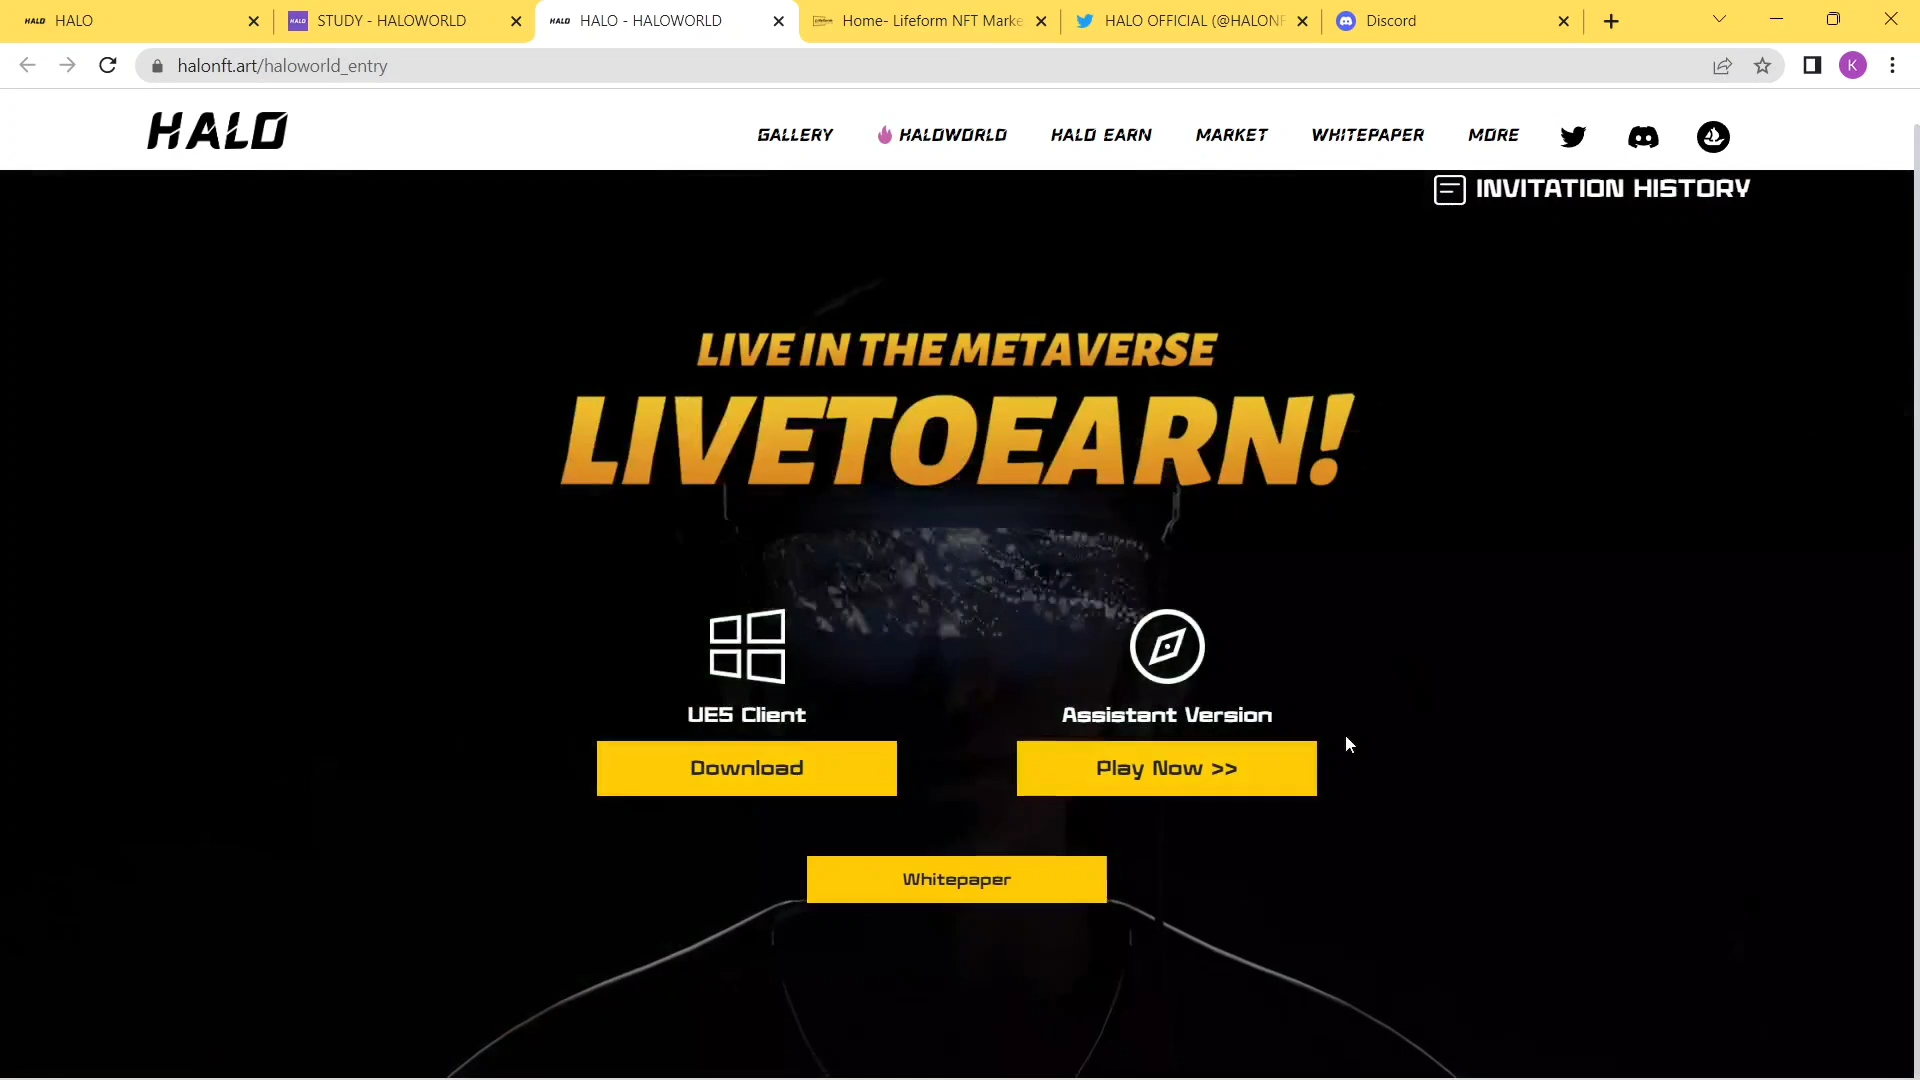 HALO
HALO
STUDY - HALOWORLD
HALO
HALO - HALOWORLD
Home- Lifeform NFT Marke
HALO OFFICIAL (@HALONF
Discord
halonft.art/haloworld_entry
K
HALO
GALLERY
HALOWORLD
HALO EARN
MARKET
WHITEPAPER
MORE
INVITATION HISTORY
LIVE IN THE METAVERSE
LIVETOEARN!
UE5 Client
Assistant Version
Download
Play Now >>
Whitepaper